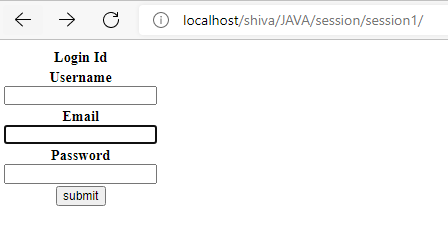 localhost/shiva/JAVA/session/session1/
Login Id
Username
Email
Password
submit